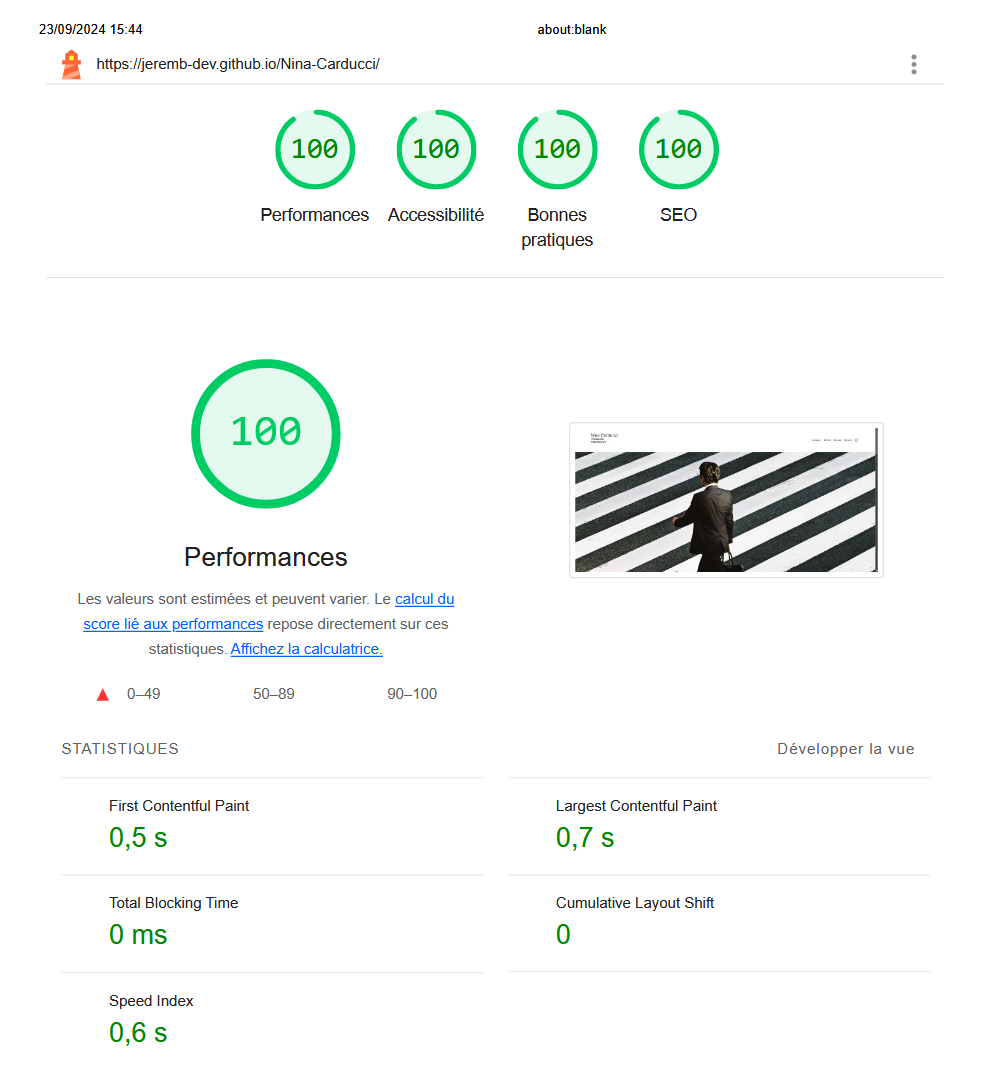 23/09/2024 15:44
about:blank
https://jeremb-dev.github.io/Nina-Carducci/
100
100
100
100
Performances
Accessibilité
Bonnes
pratiques
SEO
100
Performances
Les valeurs sont estimées et peuvent varier. Le calcul du
score lié aux performances repose directement sur ces
statistiques. Affichez la calculatrice.
0–49
50–89
90–100
Nina Carducci
STATISTIQUES
Développer la vue
First Contentful Paint
0,5 s
Largest Contentful Paint
0,7 s
Total Blocking Time
0 ms
Cumulative Layout Shift
0
Speed Index
0,6 s